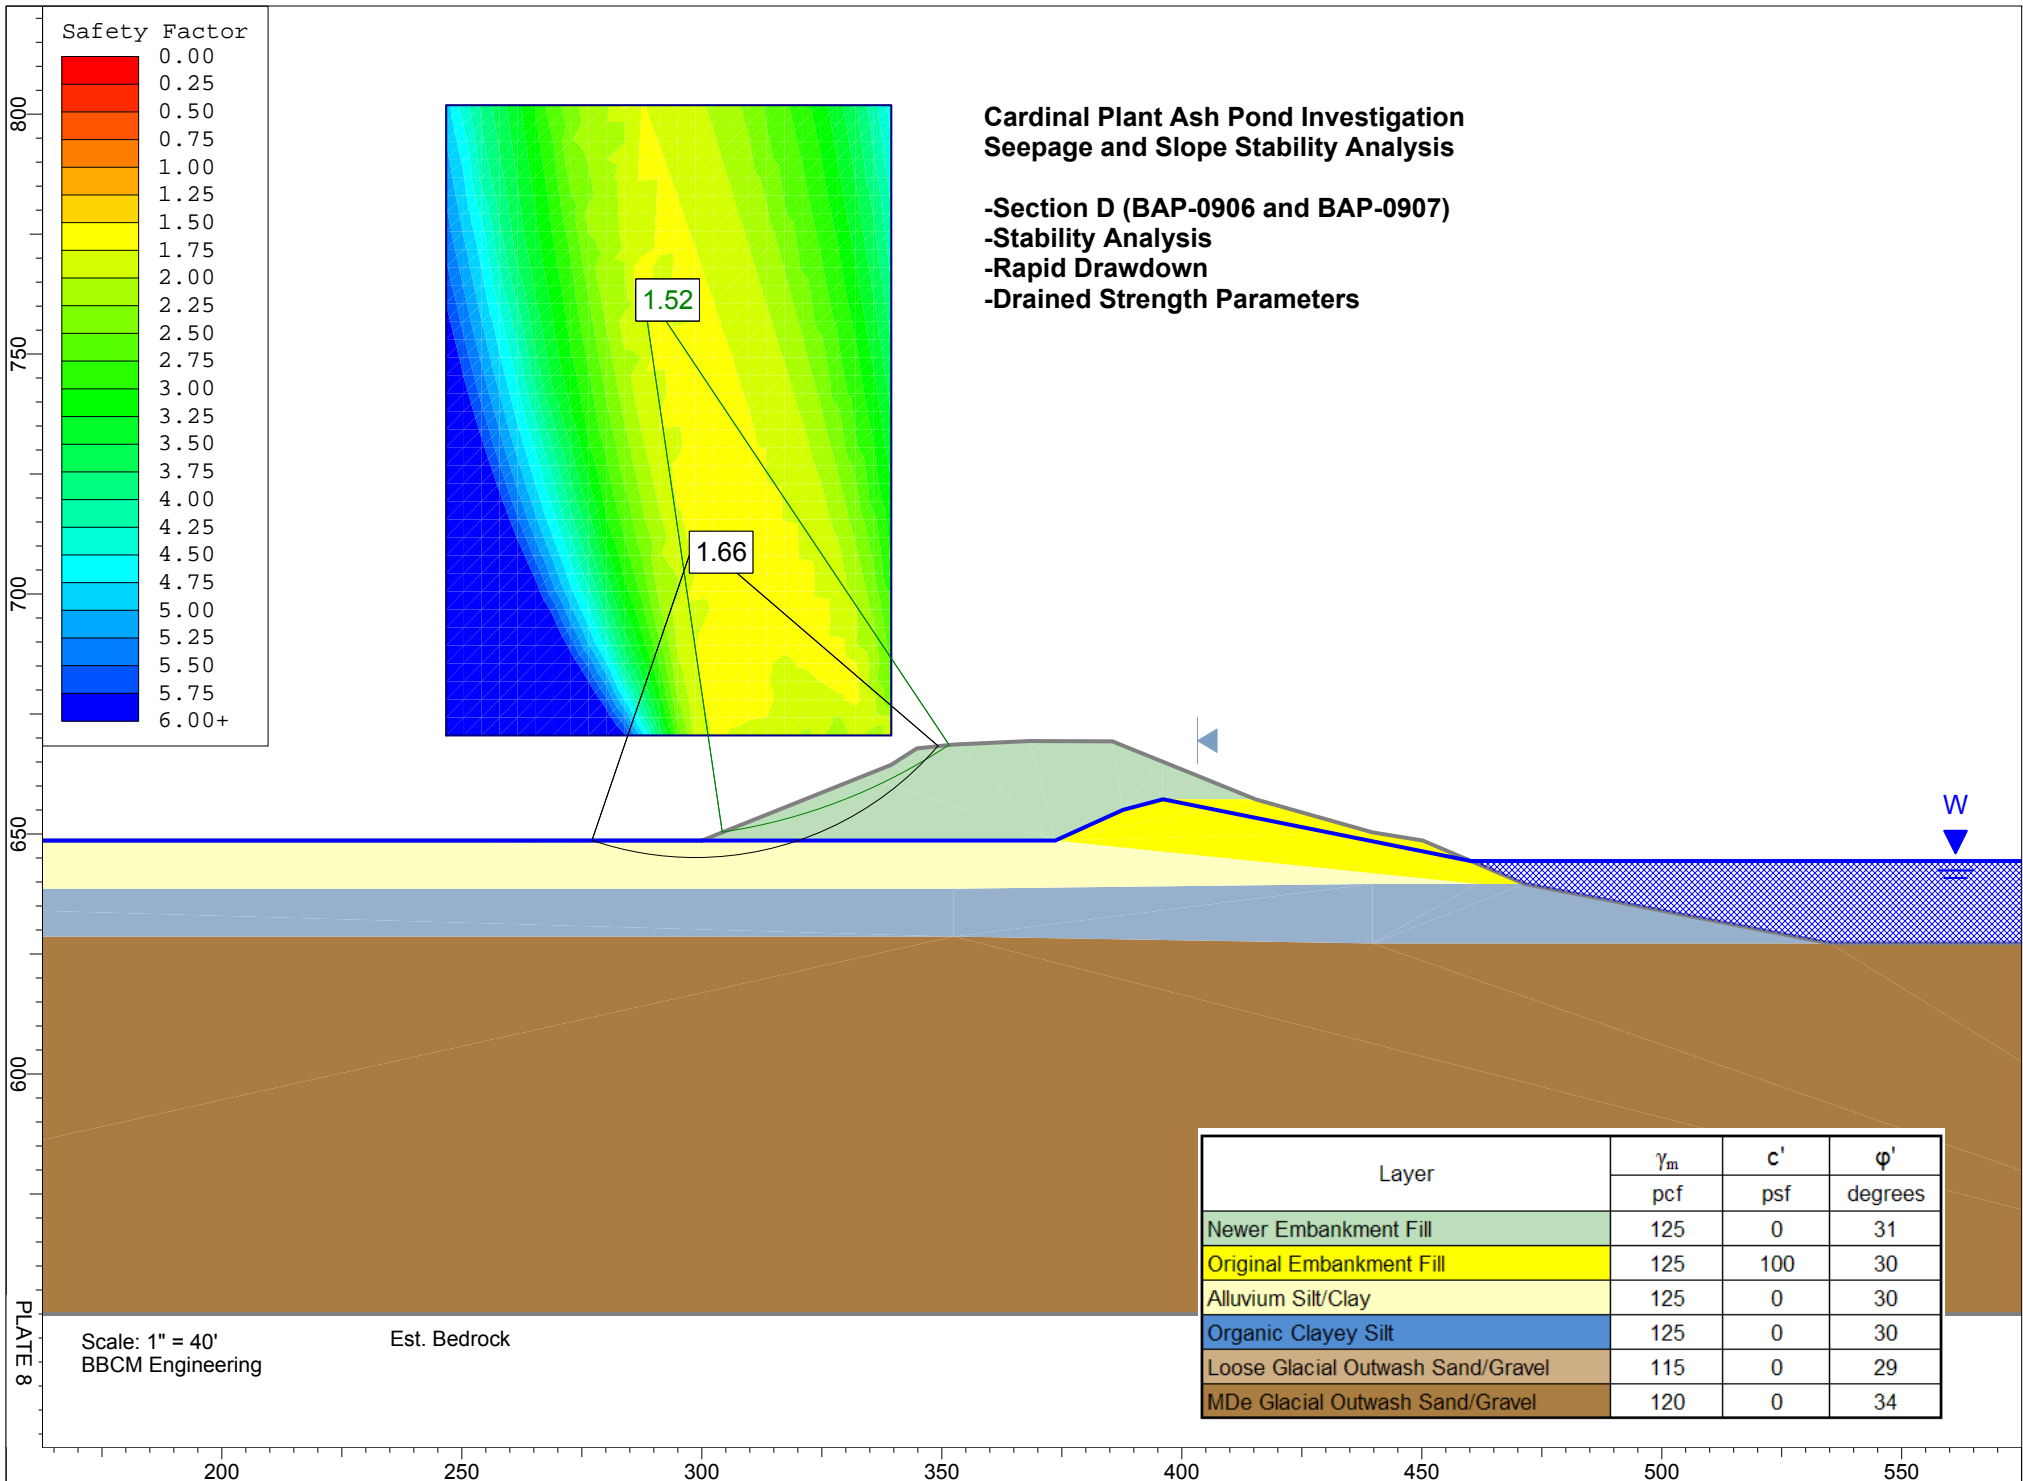 Safety Factor
0.00
0.25
0.50
0.75
1.00
1.25
1.50
1.75
2.00
2.25
2.50
2.75
3.00
3.25
3.50
3.75
4.00
4.25
4.50
4.75
5.00
5.25
5.50
5.75
6.00+
Cardinal Plant Ash Pond Investigation
Seepage and Slope Stability Analysis
-Section D (BAP-0906 and BAP-0907)
-Stability Analysis
-Rapid Drawdown
-Drained Strength Parameters
1.52
1.66
W
800
750
700
650
600
Layer γm c' φ'
pcf psf degrees
Newer Embankment Fill 125 0 31
Original Embankment Fill 125 100 30
Alluvium Silt/Clay 125 0 30
Organic Clayey Silt 125 0 30
Loose Glacial Outwash Sand/Gravel 115 0 29
MDe Glacial Outwash Sand/Gravel 120 0 34
PLATE 8
Scale: 1" = 40'
BBCM Engineering
Est. Bedrock
200 250 300 350 400 450 500 550